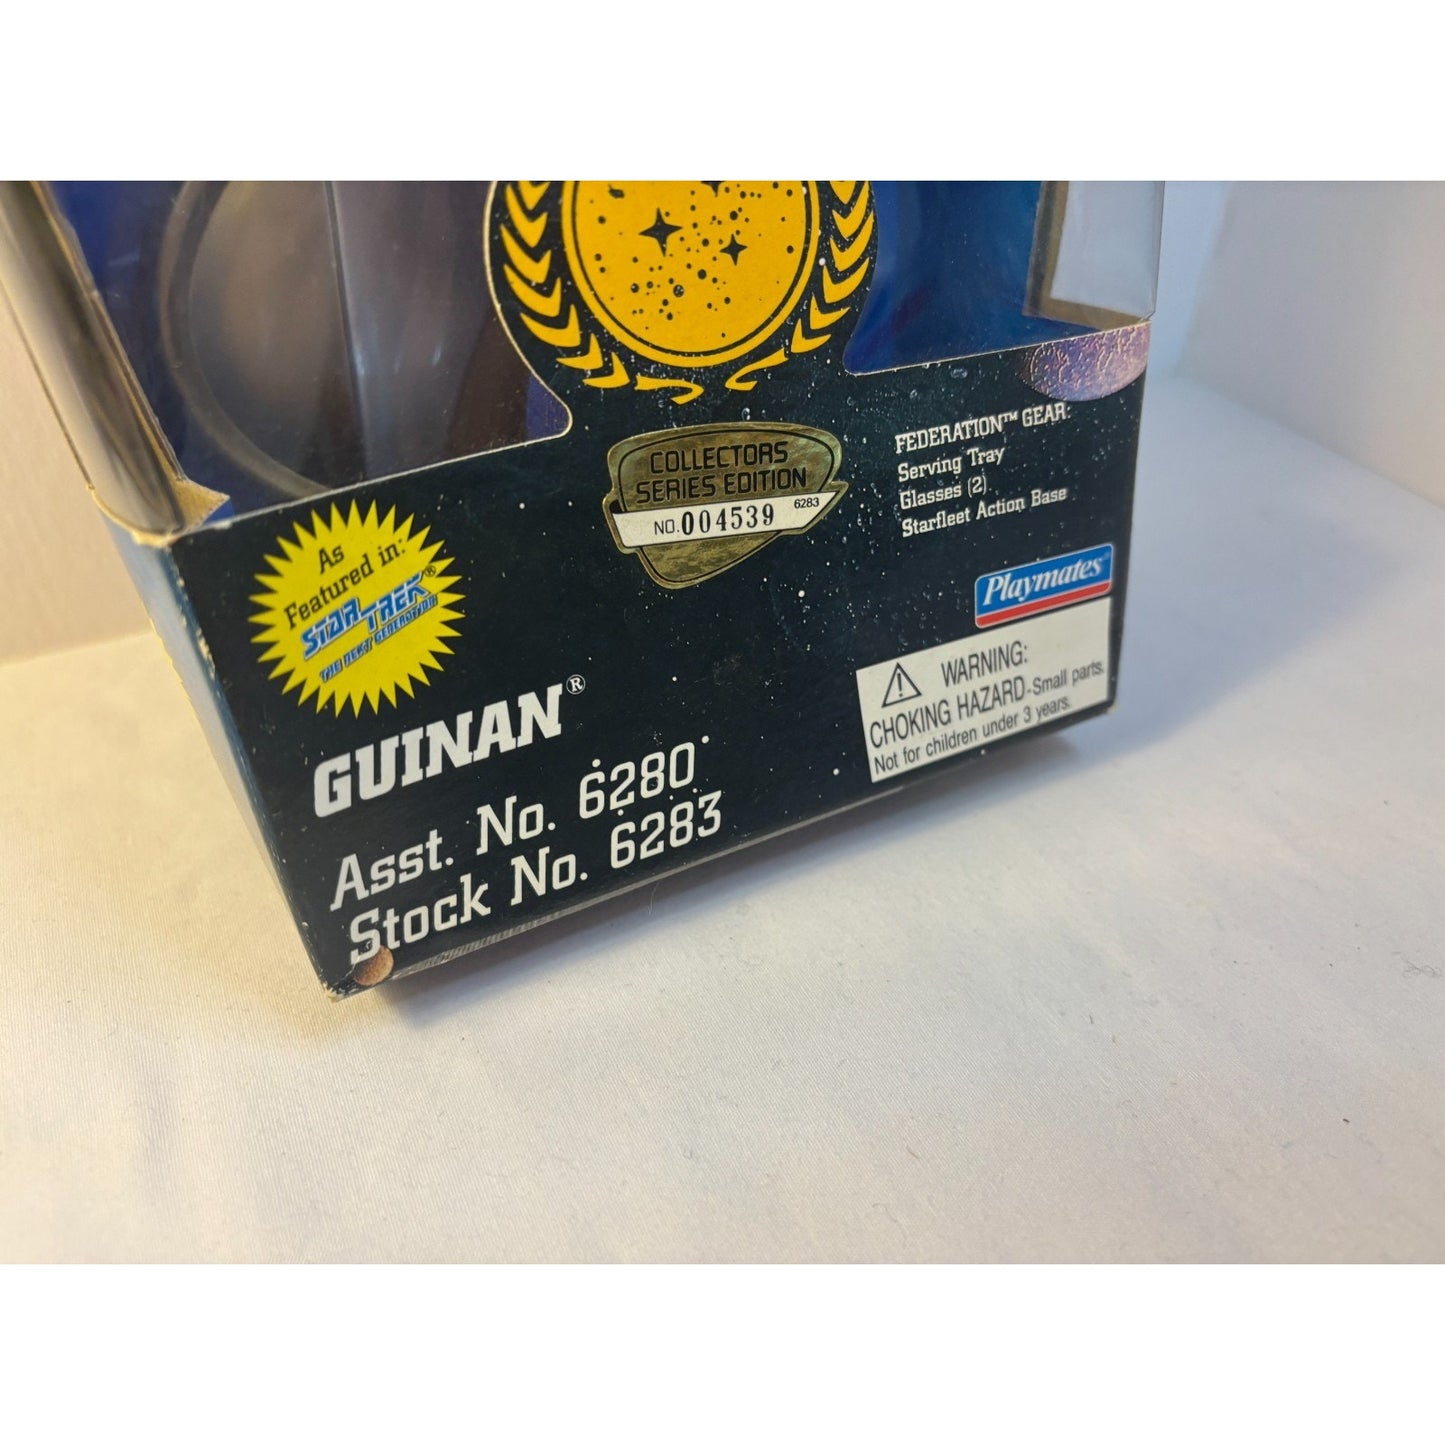 COLLECTORS
SERIES EDITION
6283
NO.004539
FEDERATION™ GEAR:
Serving Tray
Glasses (2)
Starfleet Action Base
As
Featured in:
STAR TREK®
THE NEXT GENERATION
Playmates
WARNING:
CHOKING HAZARD-Small parts.
Not for children under 3 years.
GUINAN®
Asst. No. 6280
Stock No. 6283